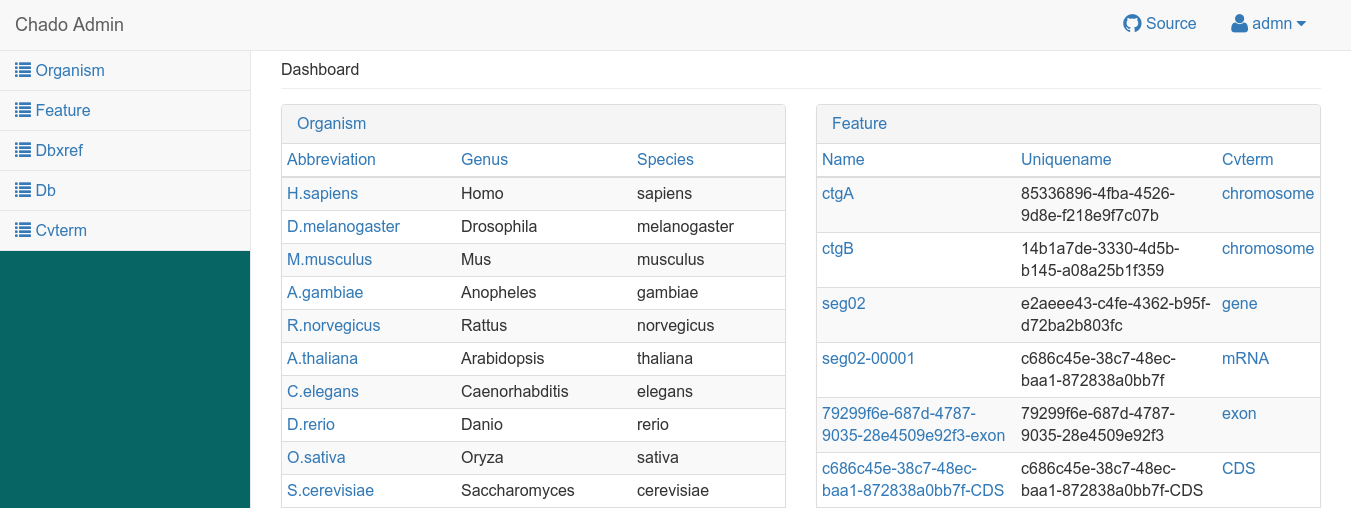 Chado Admin
Source
admn
Organism
Feature
Dbxref
Db
Cvterm
Dashboard
Organism
Abbreviation Genus Species
H.sapiens Homo sapiens
D.melanogaster Drosophila melanogaster
M.musculus Mus musculus
A.gambiae Anopheles gambiae
R.norvegicus Rattus norvegicus
A.thaliana Arabidopsis thaliana
C.elegans Caenorhabditis elegans
D.rerio Danio rerio
O.sativa Oryza sativa
S.cerevisiae Saccharomyces cerevisiae
Feature
Name Uniquename Cvterm
ctgA 85336896-4fba-4526- chromosome
9d8e-f218e9f7c07b
ctgB 14b1a7de-3330-4d5b- chromosome
b145-a08a25b1f359
seg02 e2aeee43-c4fe-4362-b95f- gene
d72ba2b803fc
seg02-00001 c686c45e-38c7-48ec- mRNA
baa1-872838a0bb7f
79299f6e-687d-4787- 79299f6e-687d-4787- exon
9035-28e4509e92f3-exon 9035-28e4509e92f3
c686c45e-38c7-48ec- c686c45e-38c7-48ec- CDS
baa1-872838a0bb7f-CDS baa1-872838a0bb7f-CDS